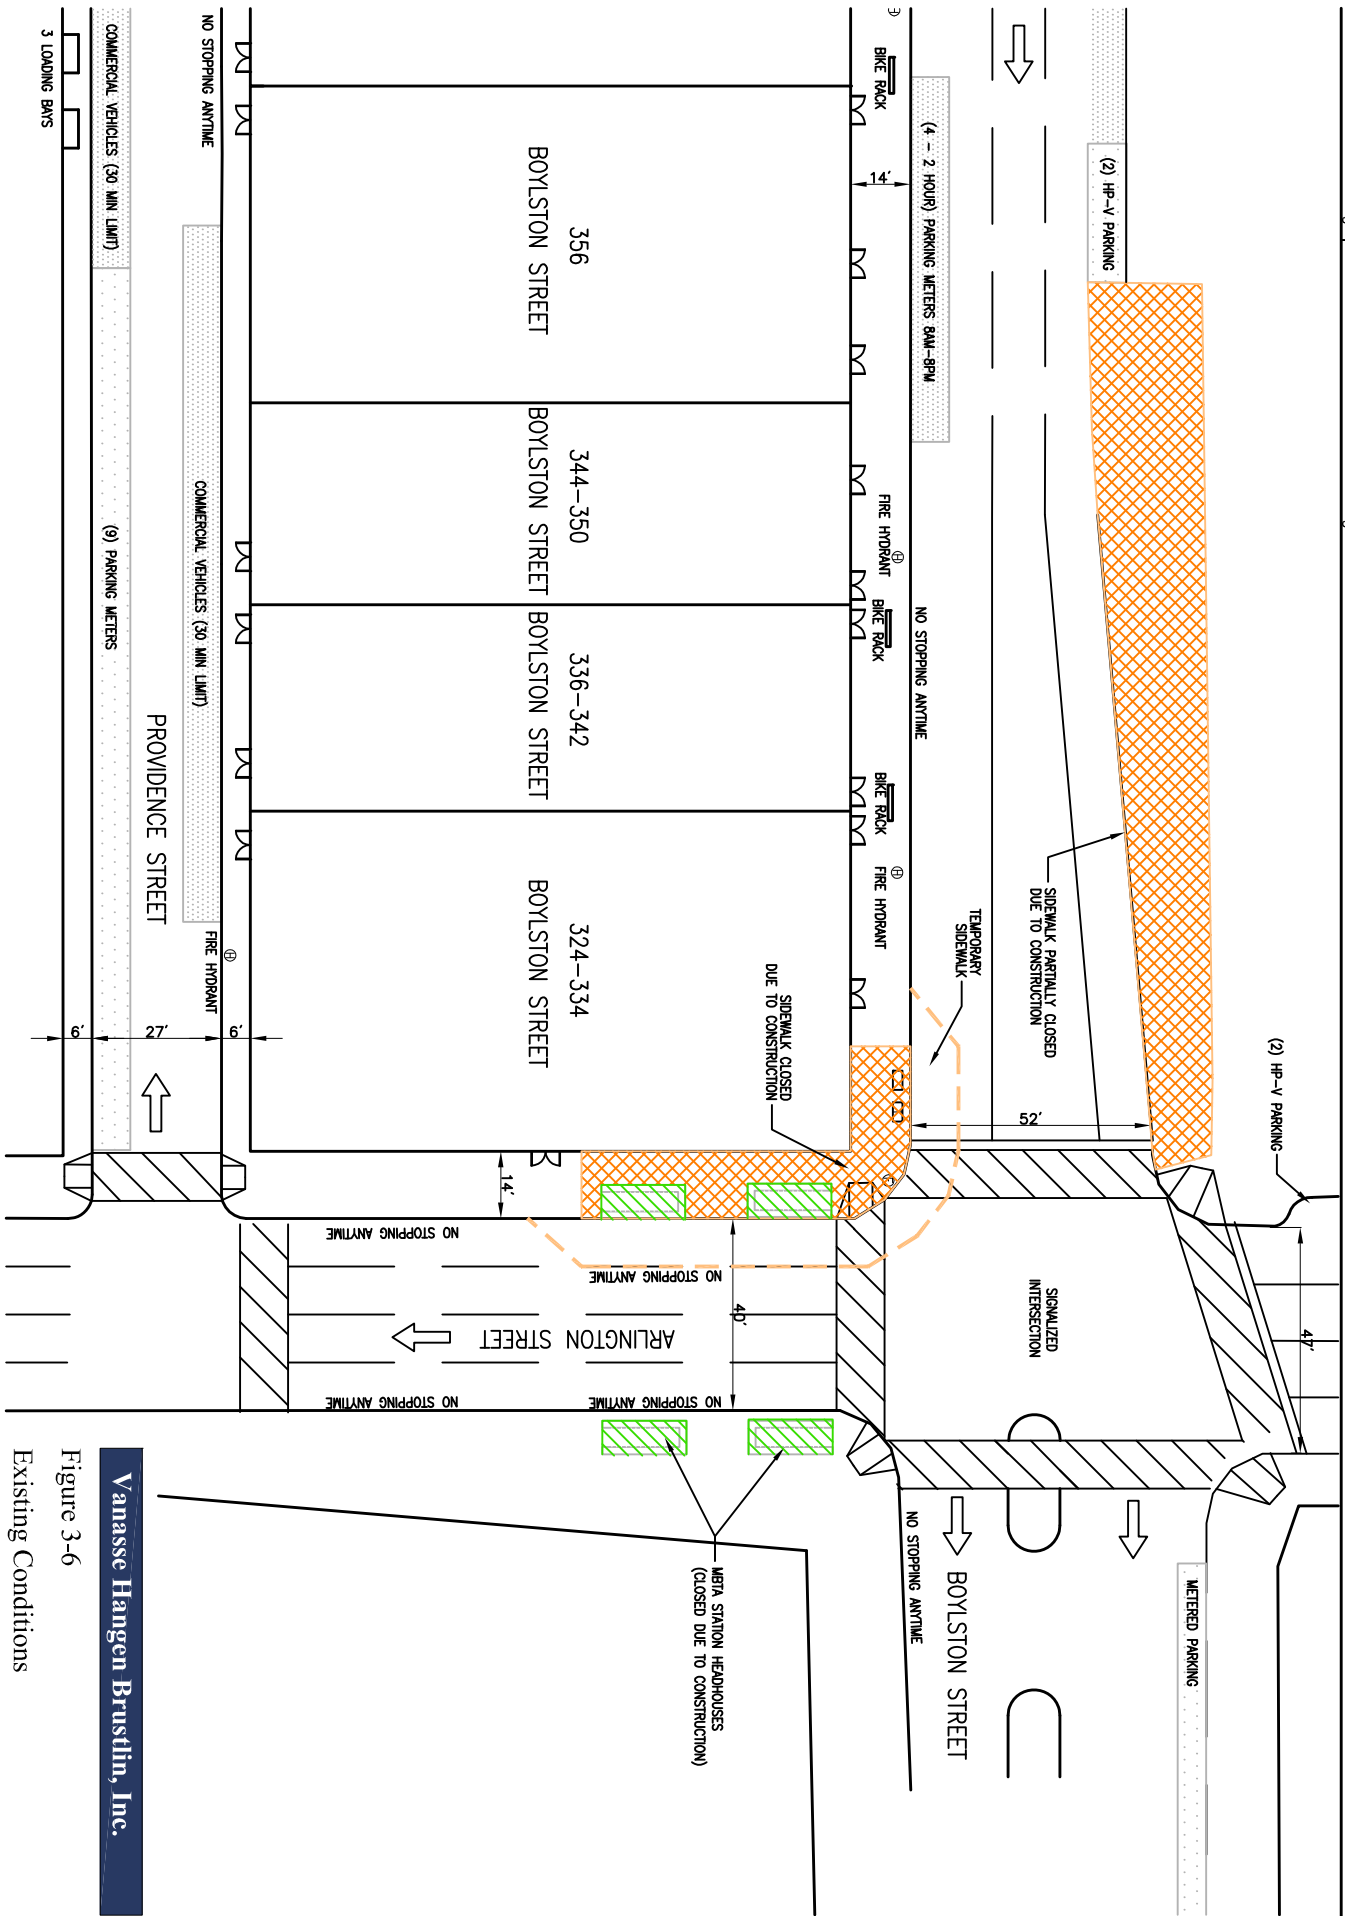 (2) HP-V PARKING
(2) HP-V PARKING
47'
METERED PARKING
SIDEWALK PARTIALLY CLOSED
DUE TO CONSTRUCTION
SIGNALIZED
INTERSECTION
52'
TEMPORARY
SIDEWALK
BOYLSTON STREET
(4 - 2 HOUR) PARKING METERS 8AM-8PM
NO STOPPING ANYTIME
NO STOPPING ANYTIME
H
BIKE RACK
14'
FIRE HYDRANT
H
BIKE RACK
BIKE RACK
FIRE HYDRANT
H
H
SIDEWALK CLOSED
DUE TO CONSTRUCTION
356
BOYLSTON STREET
344-350
BOYLSTON STREET
336-342
BOYLSTON STREET
324-334
BOYLSTON STREET
14'
40'
NO STOPPING ANYTIME
NO STOPPING ANYTIME
ARLINGTON STREET
NO STOPPING ANYTIME
NO STOPPING ANYTIME
MBTA STATION HEADHOUSES
(CLOSED DUE TO CONSTRUCTION)
NO STOPPING ANYTIME
COMMERCIAL VEHICLES (30 MIN LIMIT)
FIRE HYDRANT
H
PROVIDENCE STREET
COMMERCIAL VEHICLES (30 MIN LIMIT)
(9) PARKING METERS
6'
27'
6'
3 LOADING BAYS
Vanasse Hangen Brustlin, Inc.
Figure 3-6
Existing Conditions